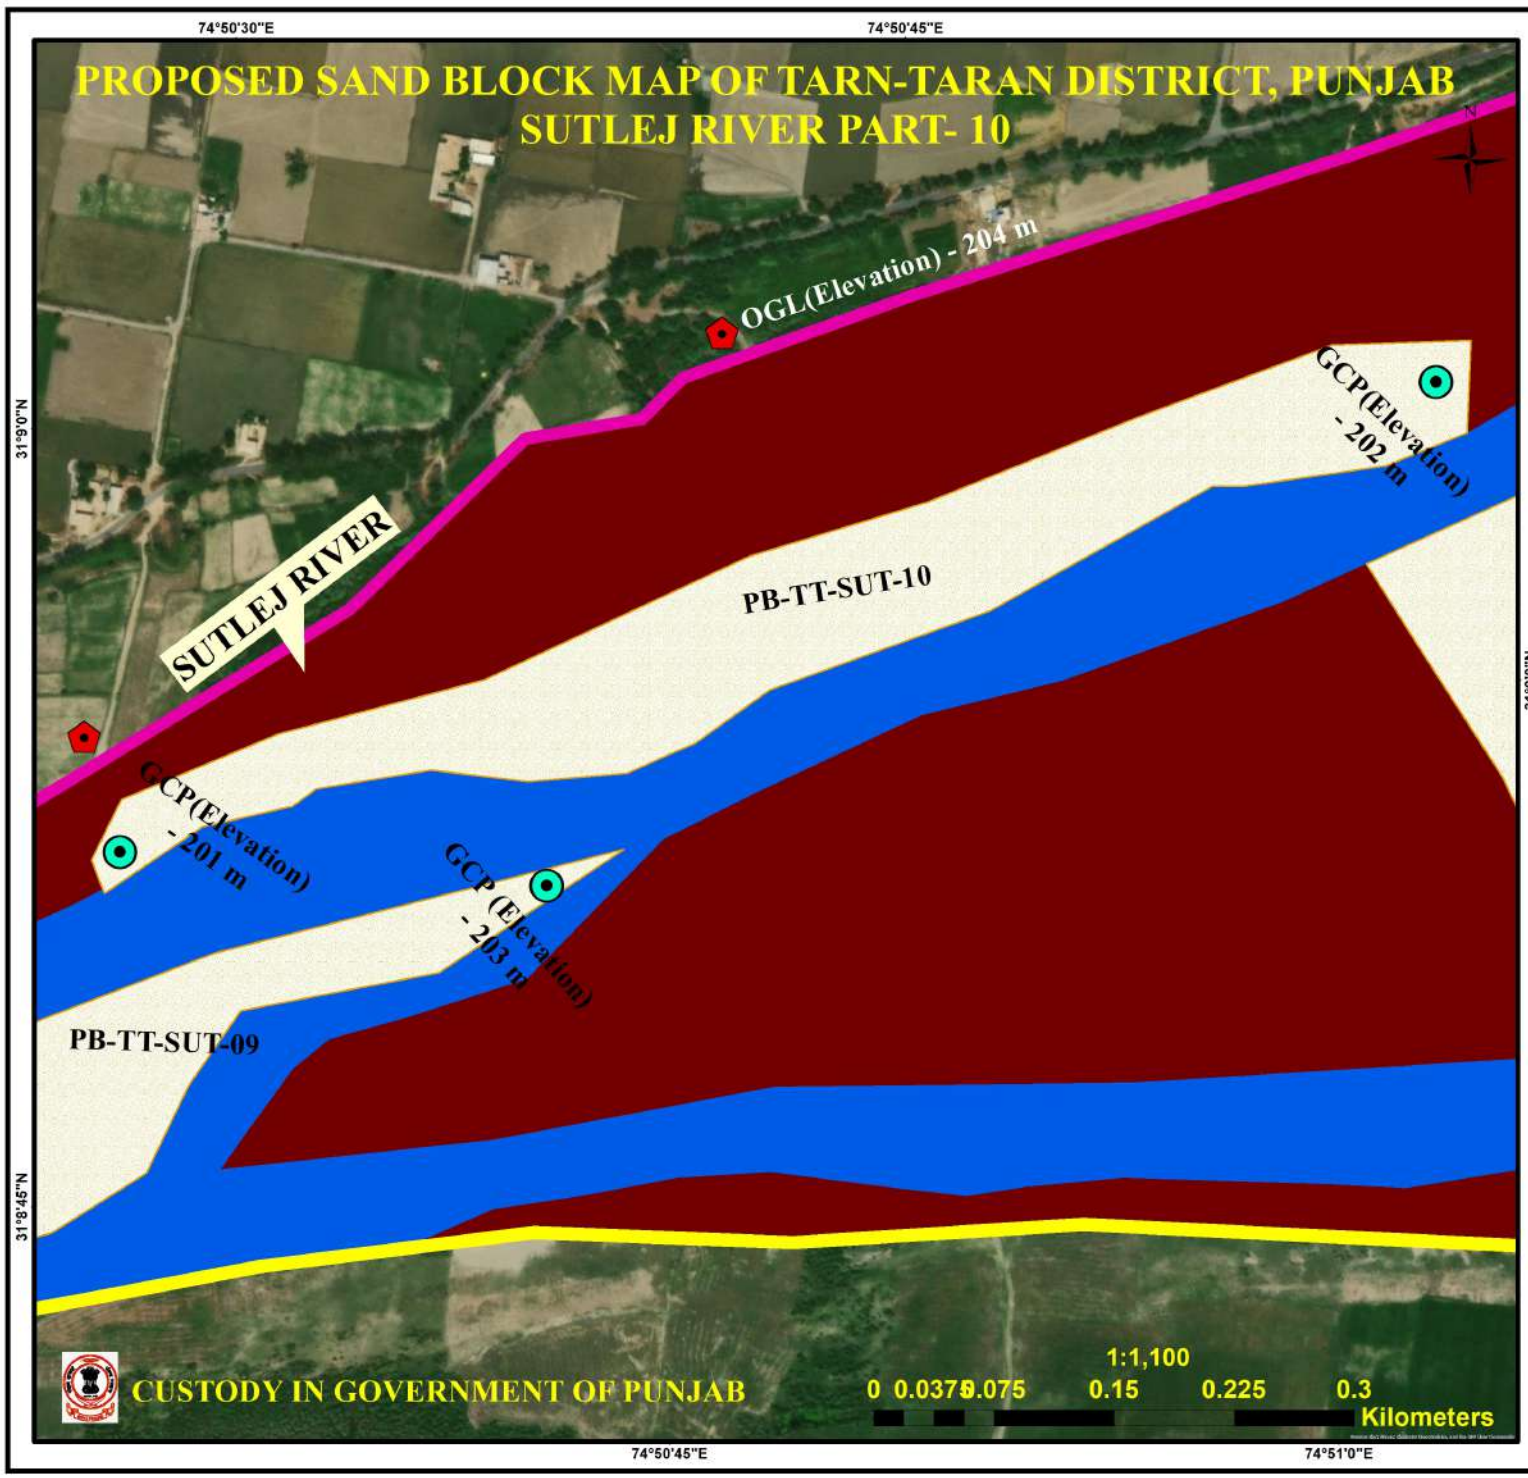 74°50'30"E
74°50'45"E
PROPOSED SAND BLOCK MAP OF TARN-TARAN DISTRICT, PUNJAB
SUTLEJ RIVER PART- 10
N
OGL(Elevation) - 204 m
GCP(Elevation)
- 202 m
31°9'0"N
SUTLEJ RIVER
PB-TT-SUT-10
GCP(Elevation)
- 201 m
GCP (Elevation)
- 203 m
PB-TT-SUT-09
31°8'45"N
1:1,100
CUSTODY IN GOVERNMENT OF PUNJAB
0 0.0375 0.075 0.15 0.225 0.3
Kilometers
74°50'45"E
74°51'0"E